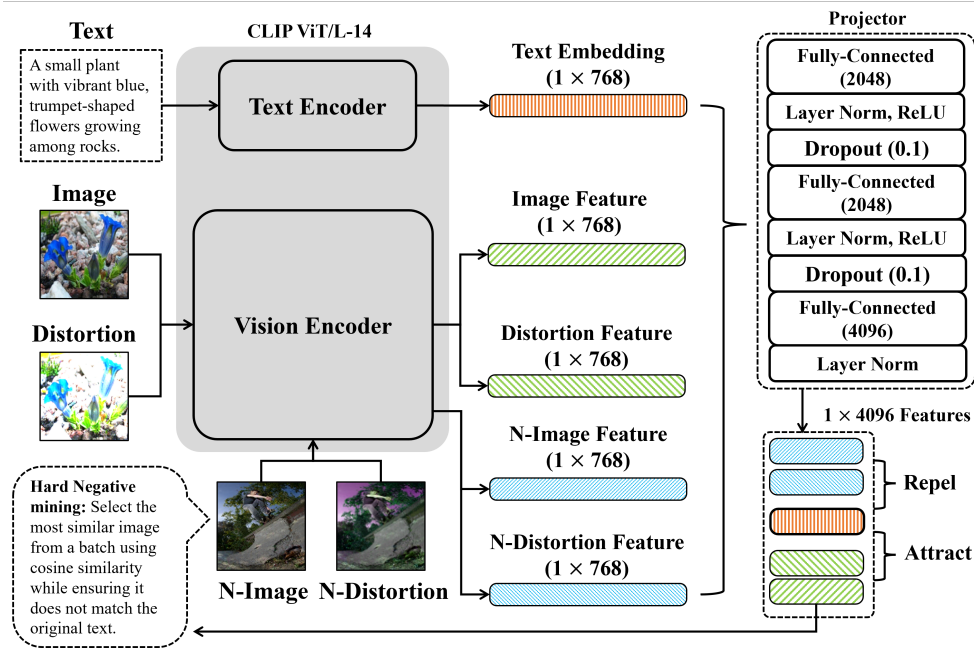 Text
A small plant
with vibrant blue,
trumpet-shaped
flowers growing
among rocks.
CLIP ViT/L-14
Text Encoder
Text Embedding
(1 × 768)
Image
Distortion
Vision Encoder
Image Feature
(1 × 768)
Distortion Feature
(1 × 768)
N-Image Feature
(1 × 768)
N-Distortion Feature
(1 × 768)
Hard Negative
mining: Select the
most similar image
from a batch using
cosine similarity
while ensuring it
does not match the
original text.
N-Image
N-Distortion
Projector
Fully-Connected
(2048)
Layer Norm, ReLU
Dropout (0.1)
Fully-Connected
(2048)
Layer Norm, ReLU
Dropout (0.1)
Fully-Connected
(4096)
Layer Norm
1 × 4096 Features
Repel
Attract